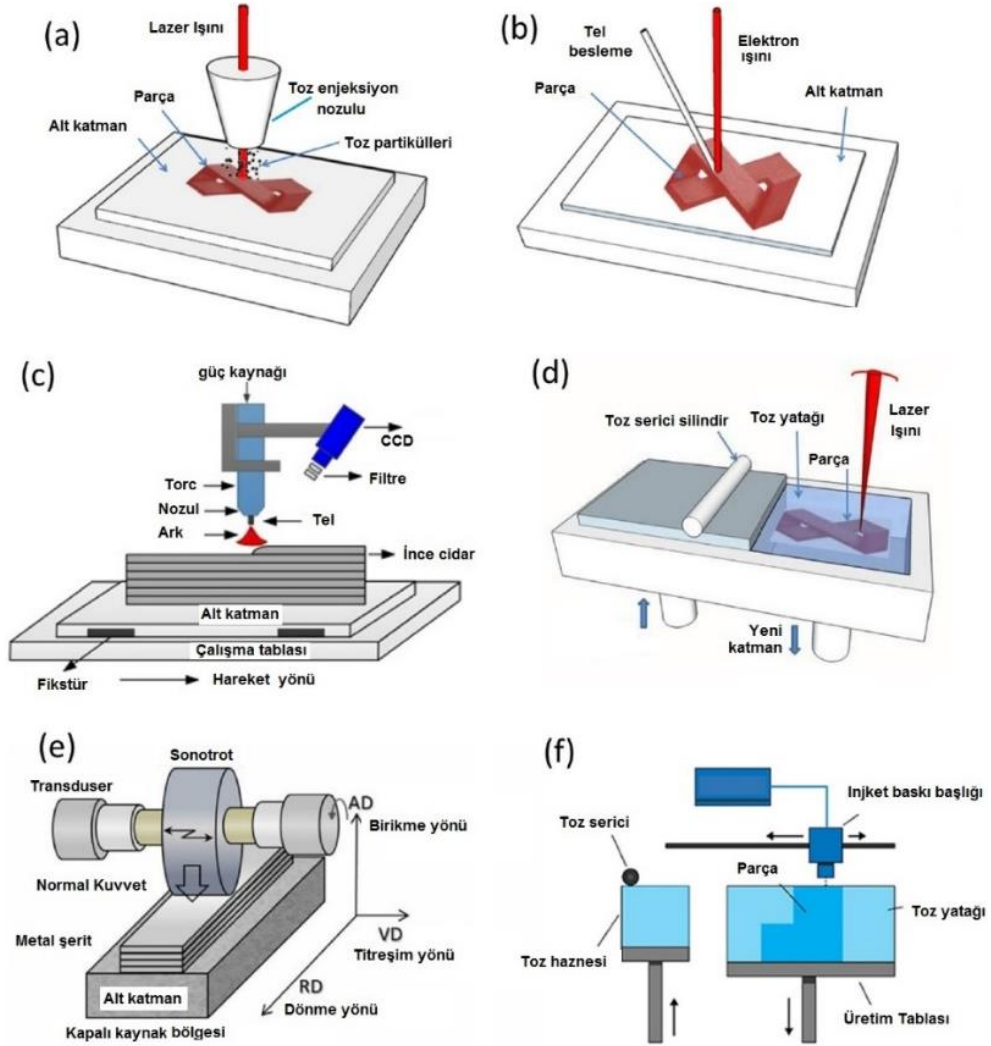 (a)
Lazer Işını
Toz enjeksiyon
nozulu
Parça
Alt katman
Toz partikülleri
(b)
Tel
besleme
Elektron
ışını
Parça
Alt katman
(c)
güç kaynağı
CCD
Filtre
Torc
Nozul
Tel
Ark
İnce cidar
Alt katman
Çalışma tablası
Fikstür
Hareket yönü
(d)
Toz serici silindir
Toz yatağı
Lazer
Işını
Parça
Yeni
katman
(e)
Sonotrot
Transduser
AD
Birikme yönü
Normal Kuvvet
VD
Titreşim yönü
Metal şerit
RD
Dönme yönü
Alt katman
Kapalı kaynak bölgesi
(f)
Injket baskı başlığı
Toz serici
Parça
Toz yatağı
Toz haznesi
Üretim Tablası